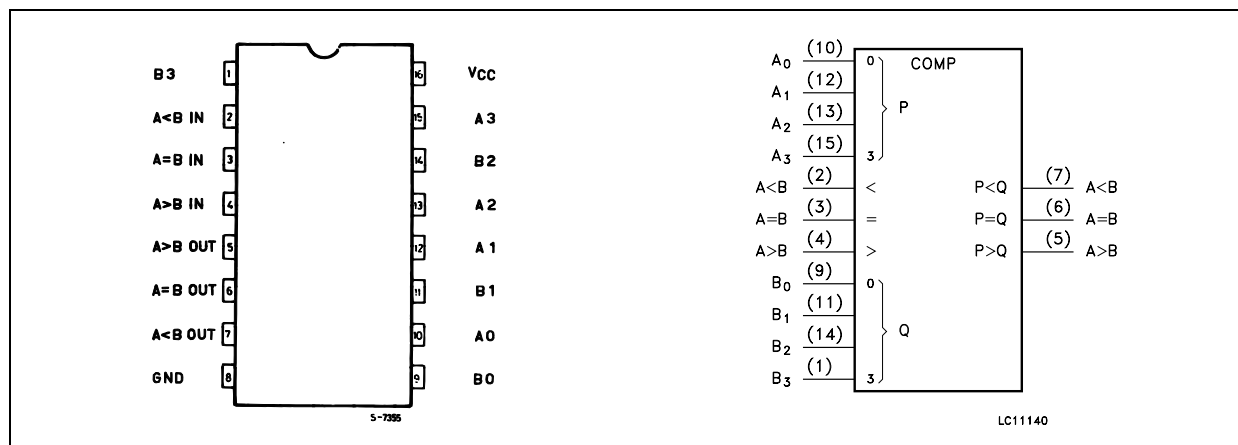 B3 1
A<B IN 2
A=B IN 3
A>B IN 4
A>B OUT 5
A=B OUT 6
A<B OUT 7
GND 8
16 VCC
15 A3
14 B2
13 A2
12 A1
11 B1
10 A0
9 B0
S-7355
COMP
A0 (10) 0
A1 (12)
P
A2 (13)
A3 (15) 3
A<B (2) <
A=B (3) =
A>B (4) >
B0 (9) 0
B1 (11)
Q
B2 (14)
B3 (1) 3
P<Q (7) A<B
P=Q (6) A=B
P>Q (5) A>B
LC11140